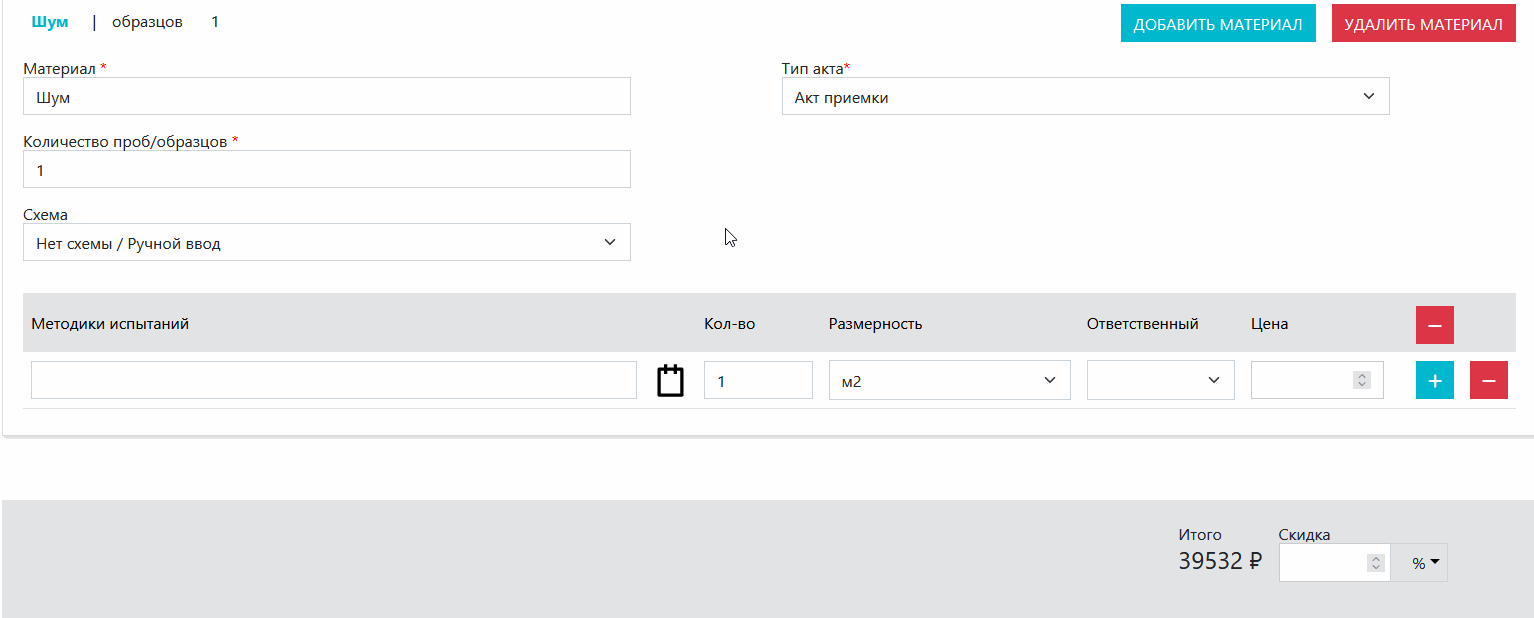 Шум | образцов 1 ДОБАВИТЬ МАТЕРИАЛ УДАЛИТЬ МАТЕРИАЛ
Материал * Тип акта*
Шум Акт приемки
Количество проб/образцов *
1
Схема
Нет схемы / Ручной ввод
Методики испытаний Кол-во Размерность Ответственный Цена −
1 м2 + −
Итого Скидка
39532 ₽ %